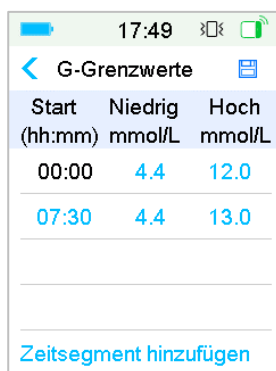 17:49
G-Grenzwerte
Start Niedrig Hoch
(hh:mm) mmol/L mmol/L
00:00 4.4 12.0
07:30 4.4 13.0
Zeitsegment hinzufügen